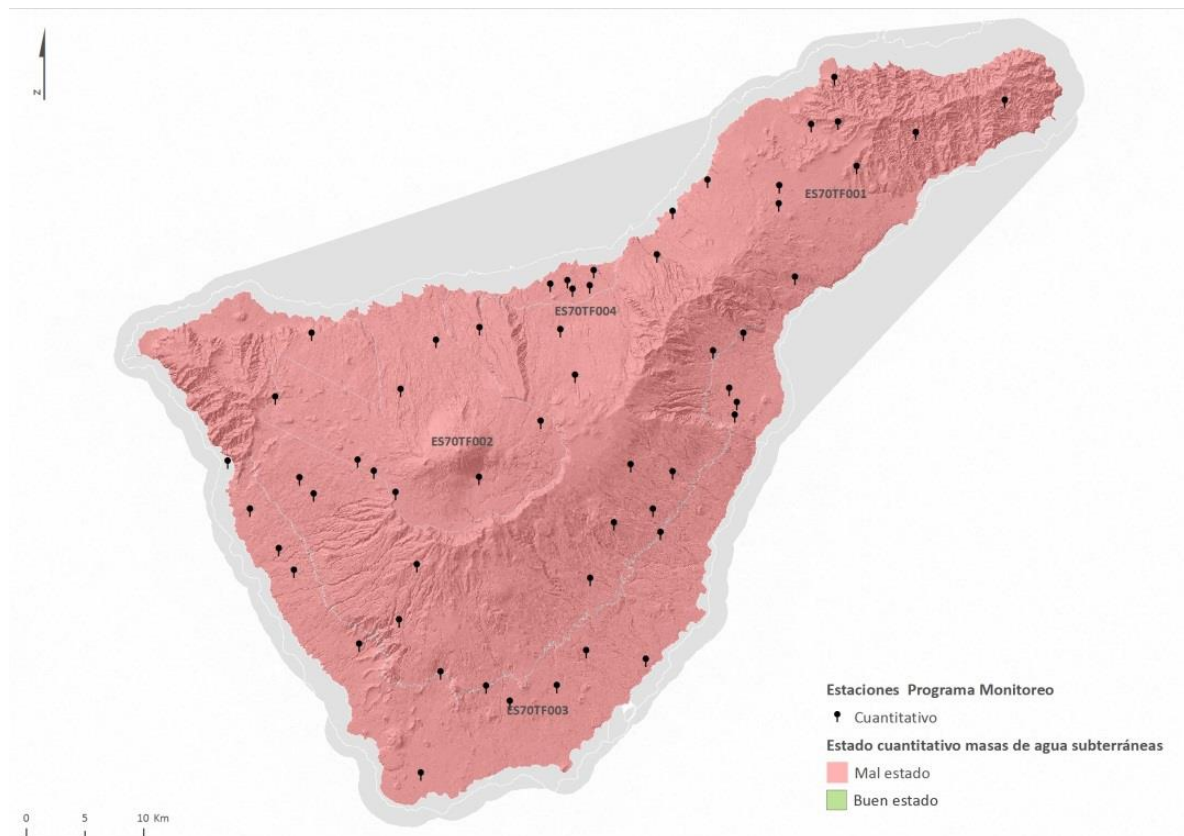 N
ES70TF001
ES70TF004
ES70TF002
ES70TF003
Estaciones Programa Monitoreo
Cuantitativo
Estado cuantitativo masas de agua subterráneas
Mal estado
Buen estado
0 5 10 Km